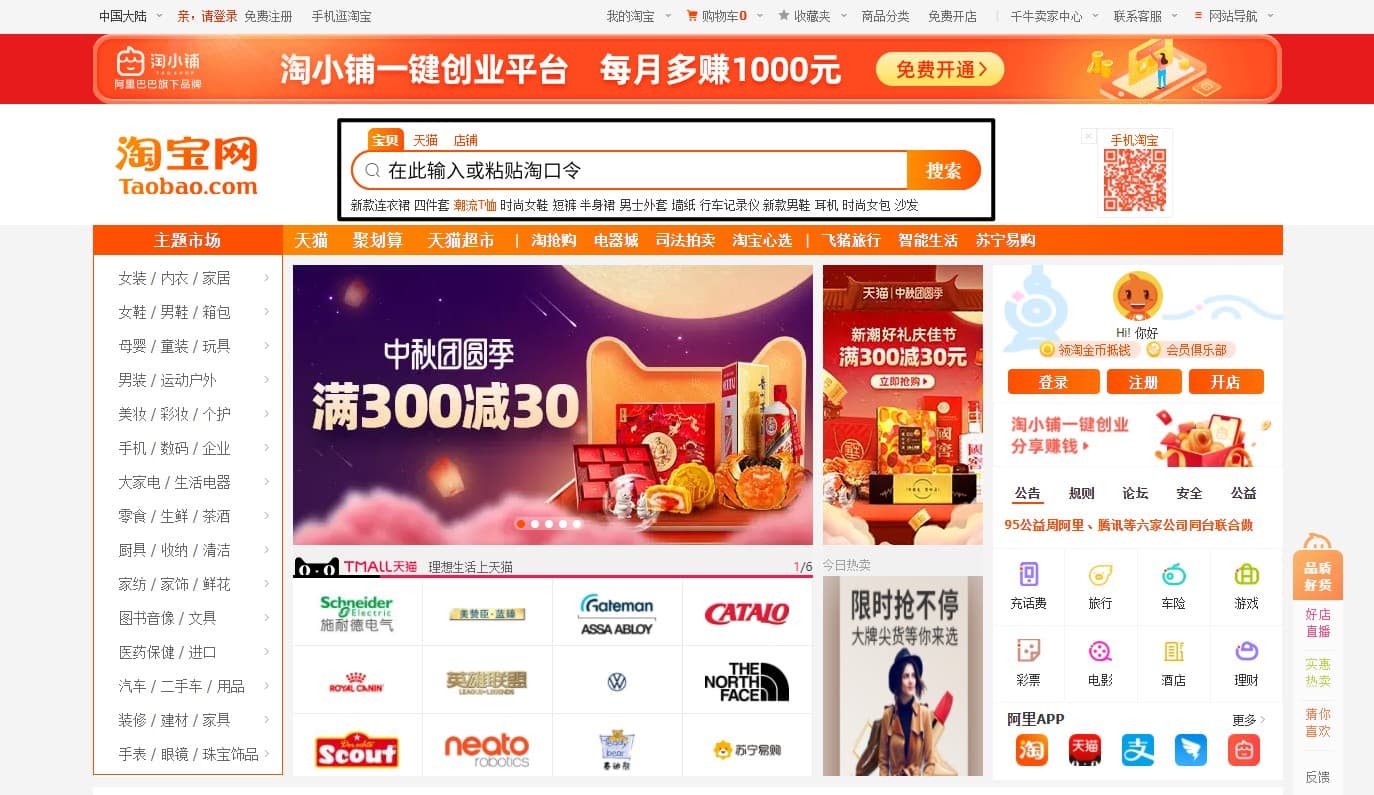 中国大陆 亲，请登录 免费注册 手机逛淘宝 我的淘宝 购物车0 收藏夹 商品分类 免费开店 千牛卖家中心 联系客服 网站导航
淘小铺
阿里巴巴旗下品牌
淘小铺一键创业平台 每月多赚1000元 免费开通
淘宝网
Taobao.com
宝贝 天猫 店铺
在此输入或粘贴淘口令 搜索
新款连衣裙 四件套 潮流T恤 时尚女鞋 短裤 半身裙 男士外套 墙纸 行车记录仪 新款男鞋 耳机 时尚女包 沙发
手机淘宝
主题市场 天猫 聚划算 天猫超市 | 淘抢购 电器城 司法拍卖 淘宝心选 | 飞猪旅行 智能生活 苏宁易购
女装 / 内衣 / 家居
女鞋 / 男鞋 / 箱包
母婴 / 童装 / 玩具
男装 / 运动户外
美妆 / 彩妆 / 个护
手机 / 数码 / 企业
大家电 / 生活电器
零食 / 生鲜 / 茶酒
厨具 / 收纳 / 清洁
家纺 / 家饰 / 鲜花
图书音像 / 文具
医药保健 / 进口
汽车 / 二手车 / 用品
装修 / 建材 / 家具
手表 / 眼镜 / 珠宝饰品
中秋团圆季
满300减30
TMALL天猫 理想生活上天猫 1/6
Schneider
Electric
施耐德电气
美赞臣·蓝臻
Gateman
ASSA ABLOY
CATALO
ROYAL CANIN
英雄联盟
LEAGUE OF LEGENDS
THE
NORTH
FACE
Der echte
Scout
neato
robotics
teddy
bear
苏宁易购
天猫|中秋团圆季
新潮好礼庆佳节
满300减30元
立即抢购
今日热卖
限时抢不停
大牌尖货等你来选
Hi! 你好
领淘金币抵钱 会员俱乐部
登录 注册 开店
淘小铺一键创业
分享赚钱
公告 规则 论坛 安全 公益
95公益周阿里、腾讯等六家公司同台联合做
充话费 旅行 车险 游戏
彩票 电影 酒店 理财
阿里APP 更多
淘 天猫 支
品质
好货
好店
直播
实惠
热卖
猜你
喜欢
反馈